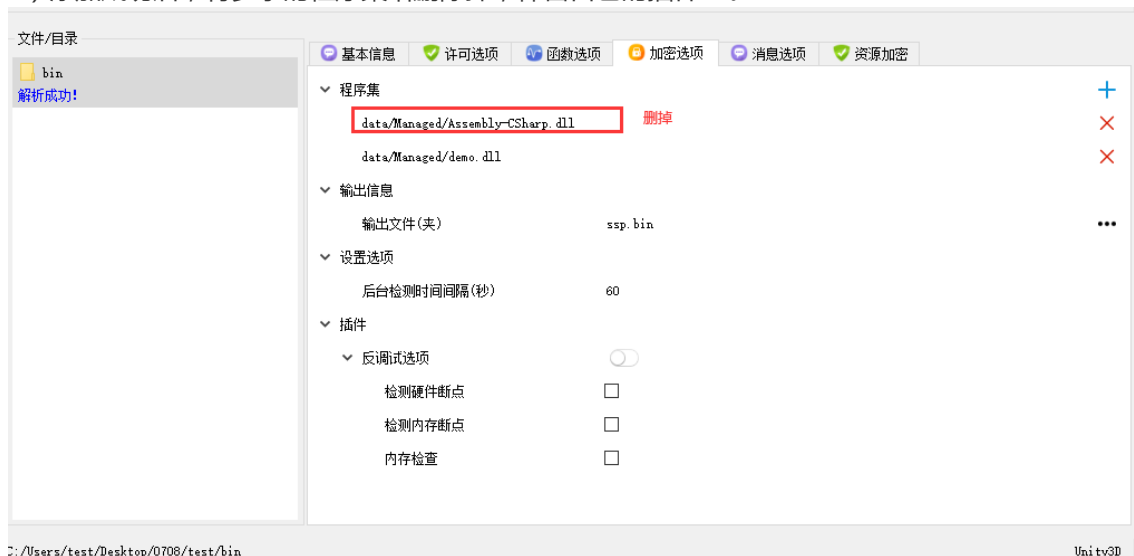 文件/目录
bin
解析成功!
基本信息 许可选项 函数选项 加密选项 消息选项 资源加密
程序集
data/Managed/Assembly-CSharp.dll 删掉
data/Managed/demo.dll
输出信息
输出文件(夹) ssp.bin
设置选项
后台检测时间间隔(秒) 60
插件
反调试选项
检测硬件断点
检测内存断点
内存检查
C:/Users/test/Desktop/0708/test/bin Unity3D